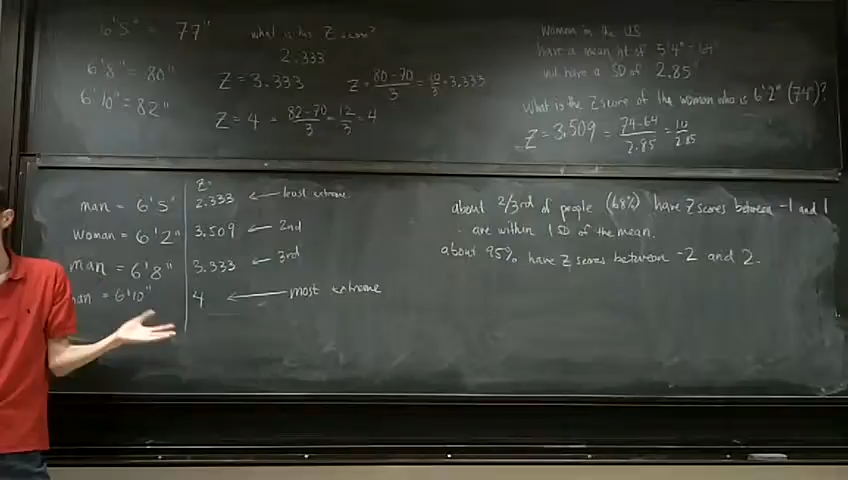 6'5" = 77"
what is his Z score?
2.333
6'8" = 80"
Z = 3.333
Z = 80-70/3 = 10/3 = 3.333
6'10" = 82"
Z = 4 = 82-70/3 = 12/3 = 4
Women in the US
have a mean ht of 5'4" = 64"
and have a SD of 2.85"
what is the Z score of the woman who is 6'2" (74")?
Z = 3.509 = 74-64/2.85 = 10/2.85
Z=
man = 6'5" 2.333 ← least extreme
woman = 6'2" 3.509 ← 2nd
man = 6'8" 3.333 ← 3rd
man = 6'10" 4 ← most extreme
about 2/3rd of people (68%) have Z scores between -1 and 1
- are within 1 SD of the mean.
about 95% have Z scores between -2 and 2.